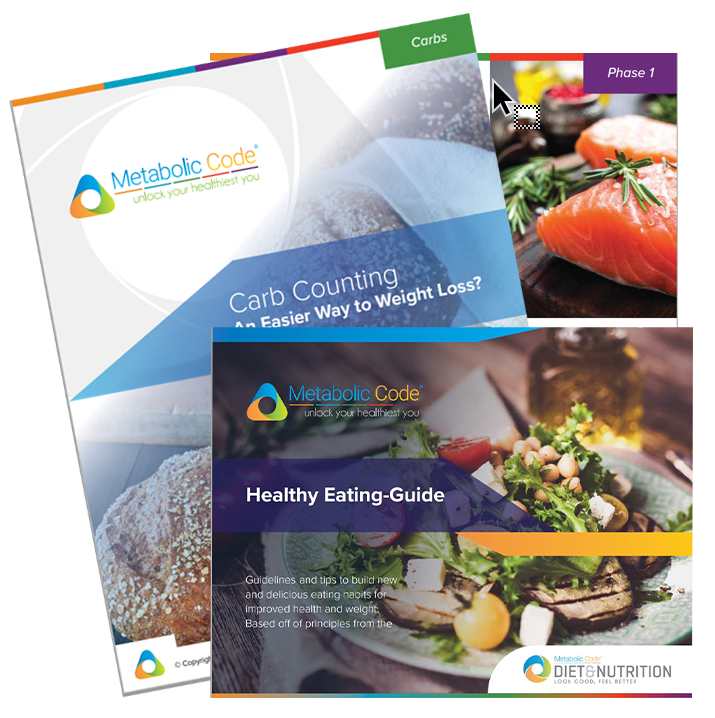 Carbs
Phase 1
Metabolic Code®
unlock your healthiest you
Carb Counting
An Easier Way to Weight Loss?
Metabolic Code®
unlock your healthiest you
Healthy Eating-Guide
Guidelines and tips to build new
and delicious eating habits for
improved health and weight.
Based off of principles from the
© Copyrigh
Metabolic Code®
DIET&NUTRITION
LOOK GOOD, FEEL BETTER